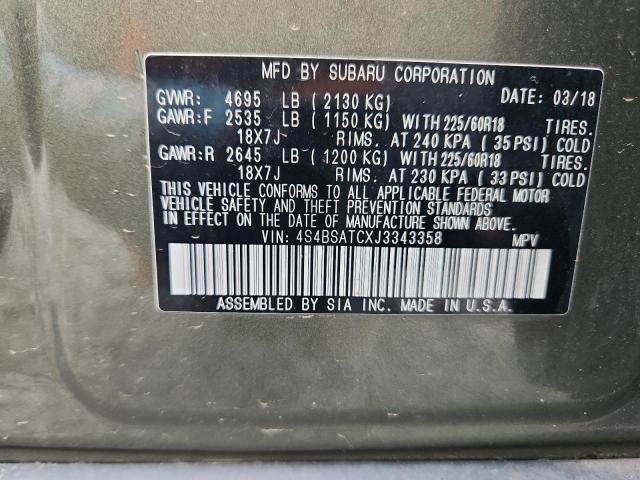 MFD BY SUBARU CORPORATION
GVWR: 4695 LB ( 2130 KG) DATE: 03/18
GAWR:F 2535 LB ( 1150 KG) WITH 225/60R18 TIRES.
18X7J RIMS. AT 240 KPA ( 35 PSI) COLD
GAWR:R 2645 LB ( 1200 KG) WITH 225/60R18 TIRES.
18X7J RIMS. AT 230 KPA ( 33 PSI) COLD
THIS VEHICLE CONFORMS TO ALL APPLICABLE FEDERAL MOTOR
VEHICLE SAFETY AND THEFT PREVENTION STANDARDS
IN EFFECT ON THE DATE OF MANUFACTURE SHOWN ABOVE.
VIN: 4S4BSATCXJ3343358 MPV
ASSEMBLED BY SIA INC. MADE IN U.S.A.